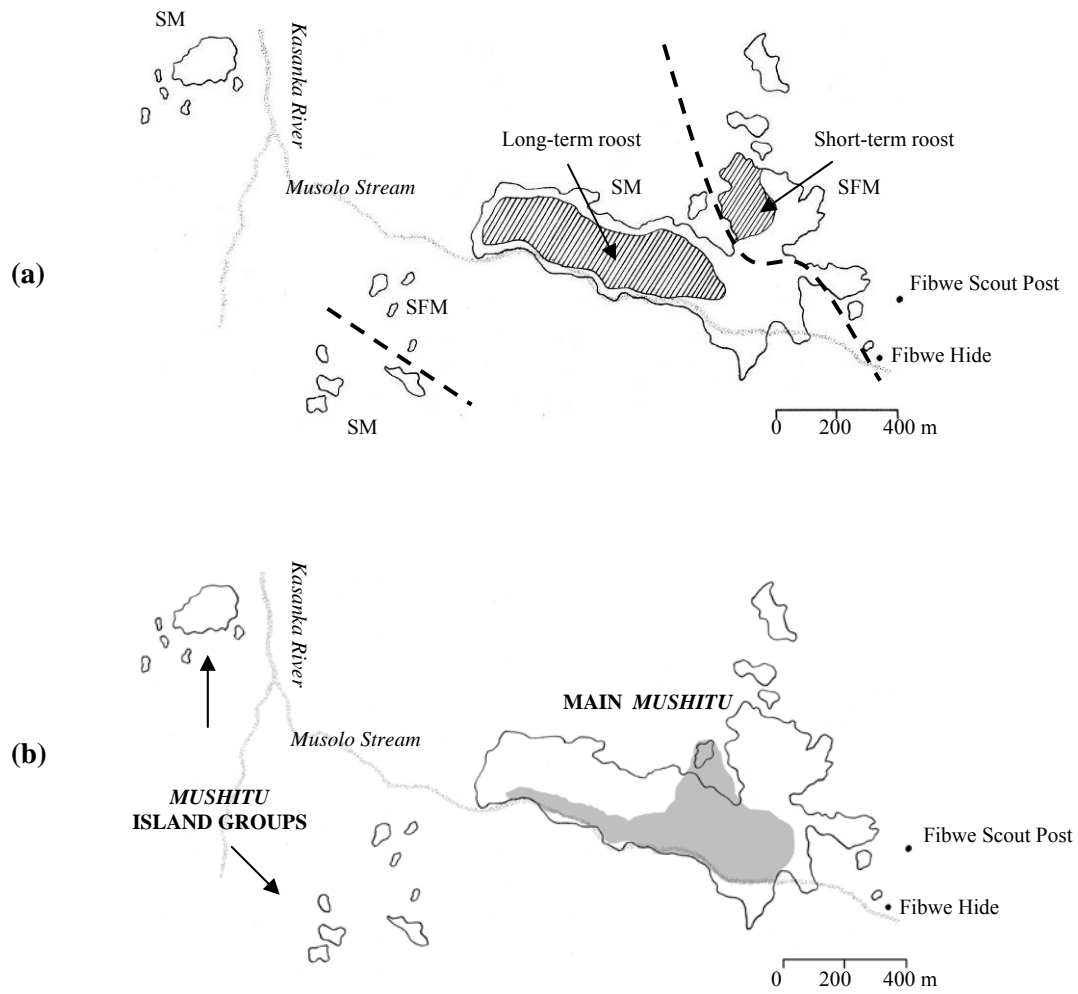 (a)
SM
Kasanka River
Musolo Stream
Long-term roost
SM
Short-term roost
SFM
SFM
SM
Fibwe Scout Post
Fibwe Hide
0 200 400 m
(b)
Kasanka River
Musolo Stream
MAIN MUSHITU
MUSHITU
ISLAND GROUPS
Fibwe Scout Post
Fibwe Hide
0 200 400 m